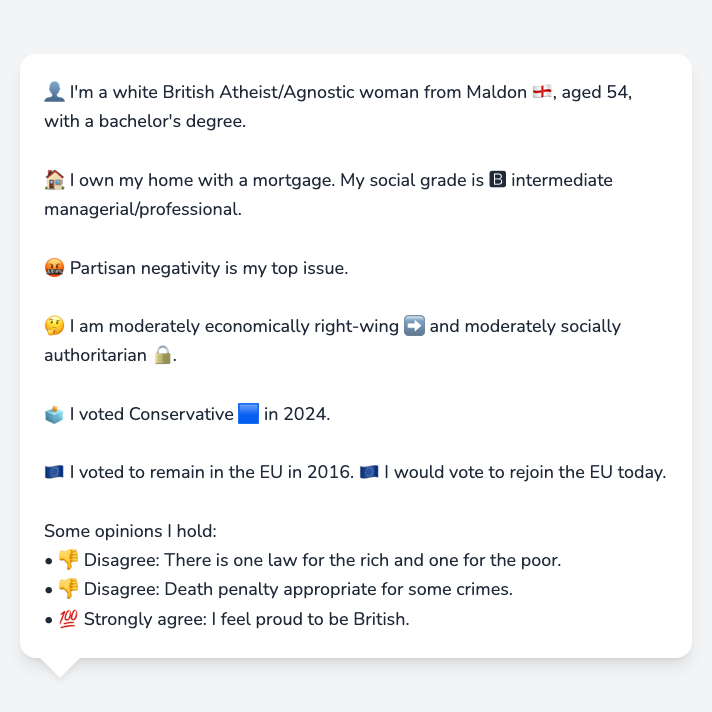 👤 I'm a white British Atheist/Agnostic woman from Maldon 🏴󠁧󠁢󠁥󠁮󠁧󠁿, aged 54,
with a bachelor's degree.
🏠 I own my home with a mortgage. My social grade is 🅱 intermediate
managerial/professional.
🤬 Partisan negativity is my top issue.
🤔 I am moderately economically right-wing ➡️ and moderately socially
authoritarian 🔒.
🗳️ I voted Conservative 🟦 in 2024.
🇪🇺 I voted to remain in the EU in 2016. 🇪🇺 I would vote to rejoin the EU today.
Some opinions I hold:
• 👎 Disagree: There is one law for the rich and one for the poor.
• 👎 Disagree: Death penalty appropriate for some crimes.
• 💯 Strongly agree: I feel proud to be British.